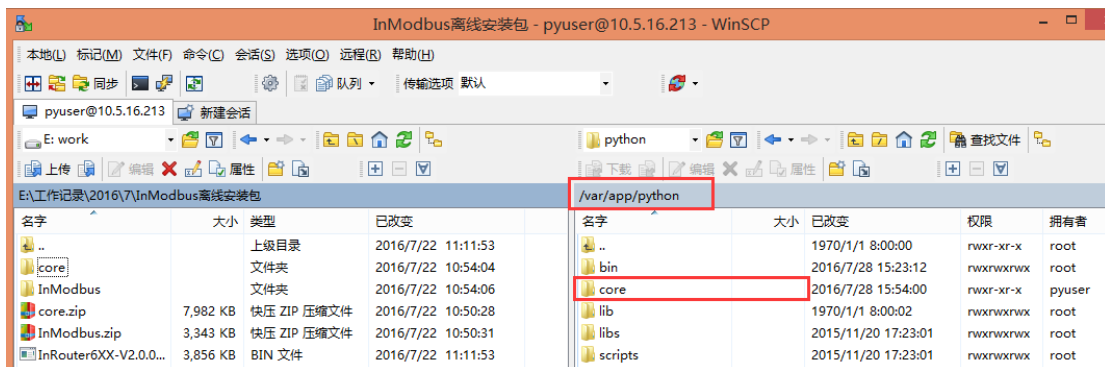 InModbus离线安装包 - pyuser@10.5.16.213 - WinSCP
本地(L) 标记(M) 文件(F) 命令(C) 会话(S) 选项(O) 远程(R) 帮助(H)
同步 队列 传输选项 默认
pyuser@10.5.16.213 新建会话
E: work python 查找文件
上传 编辑 属性 下载 编辑 属性
E:\工作记录\2016\7\InModbus离线安装包 /var/app/python
名字 大小 类型 已改变 名字 大小 已改变 权限 拥有者
.. 上级目录 2016/7/22 11:11:53 .. 1970/1/1 8:00:00 rwxr-xr-x root
core 文件夹 2016/7/22 10:54:04 bin 2016/7/28 15:23:12 rwxrwxrwx root
InModbus 文件夹 2016/7/22 10:54:06 core 2016/7/28 15:54:00 rwxr-xr-x pyuser
core.zip 7,982 KB 快压 ZIP 压缩文件 2016/7/22 10:50:28 lib 1970/1/1 8:00:02 rwxrwxrwx root
InModbus.zip 3,343 KB 快压 ZIP 压缩文件 2016/7/22 10:50:31 libs 2015/11/20 17:23:01 rwxrwxrwx root
InRouter6XX-V2.0.0... 3,856 KB BIN 文件 2016/7/22 11:11:53 scripts 2015/11/20 17:23:01 rwxrwxrwx root